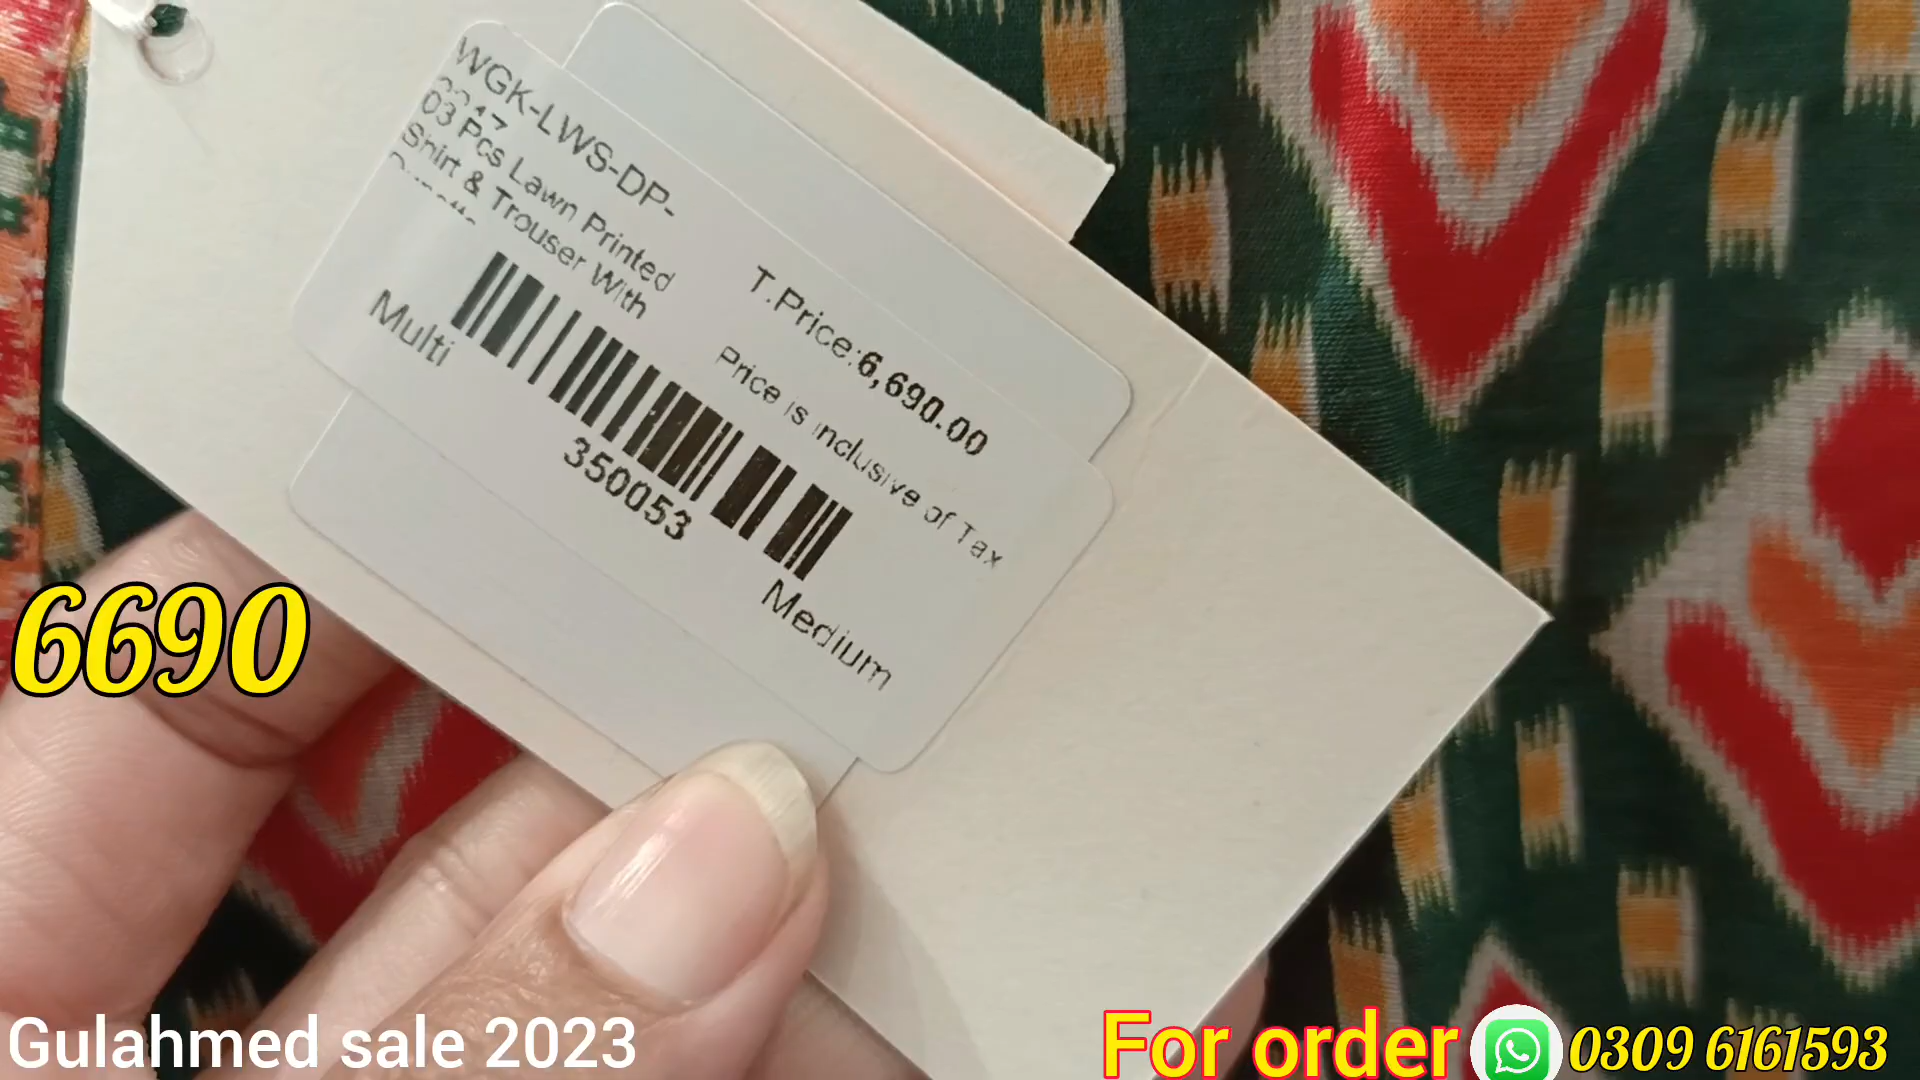 WGK-LWS-DP-
03 Pcs Lawn Printed
Shirt & Trouser With
T.Price:6,690.00
Price is inclusive of Tax
Multi
350053
Medium
6690
Gulahmed sale 2023
For order 0309 6161593